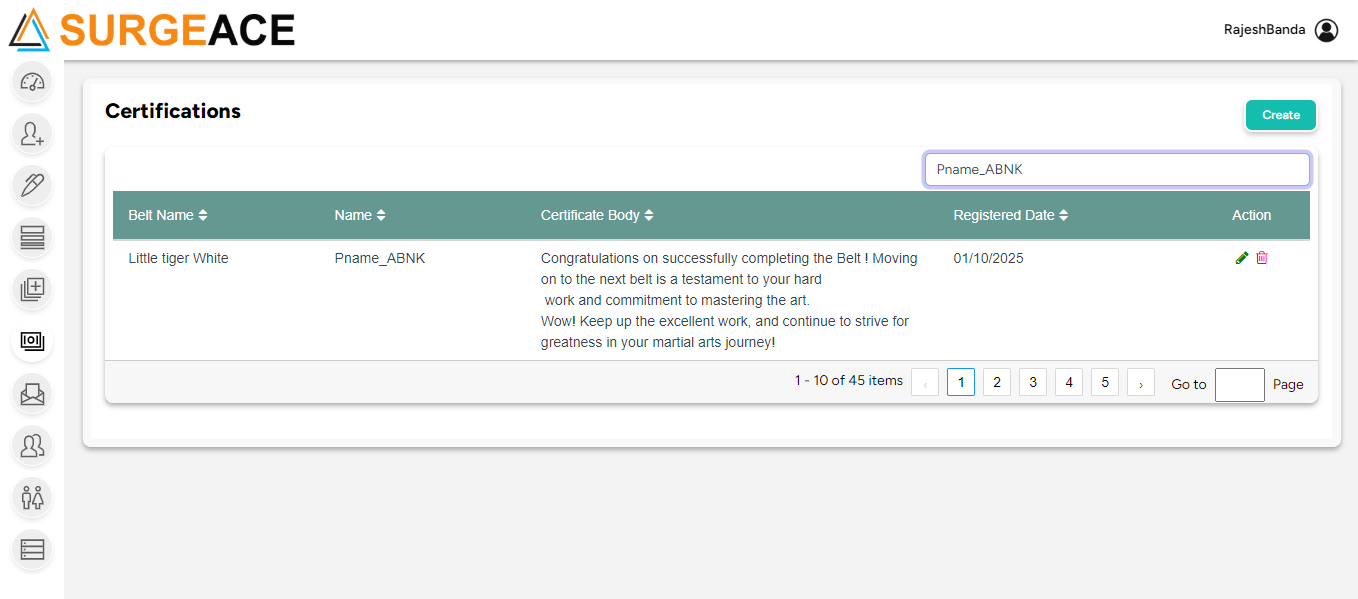 SURGEACE
RajeshBanda
Certifications
Create
Pname_ABNK
Belt Name Name Certificate Body Registered Date Action
Little tiger White Pname_ABNK Congratulations on successfully completing the Belt ! Moving 01/10/2025
on to the next belt is a testament to your hard
work and commitment to mastering the art.
Wow! Keep up the excellent work, and continue to strive for
greatness in your martial arts journey!
1 - 10 of 45 items ‹ 1 2 3 4 5 › Go to Page